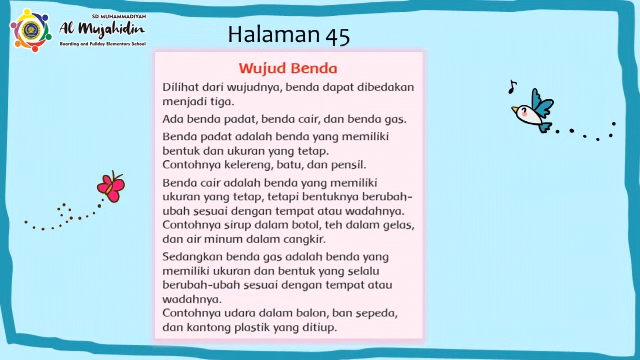 SD MUHAMMADIYAH
Al Mujahidin
Boarding and Fullday Elementary School
Halaman 45
Wujud Benda
Dilihat dari wujudnya, benda dapat dibedakan
menjadi tiga.
Ada benda padat, benda cair, dan benda gas.
Benda padat adalah benda yang memiliki
bentuk dan ukuran yang tetap.
Contohnya kelereng, batu, dan pensil.
Benda cair adalah benda yang memiliki
ukuran yang tetap, tetapi bentuknya berubah-
ubah sesuai dengan tempat atau wadahnya.
Contohnya sirup dalam botol, teh dalam gelas,
dan air minum dalam cangkir.
Sedangkan benda gas adalah benda yang
memiliki ukuran dan bentuk yang selalu
berubah-ubah sesuai dengan tempat atau
wadahnya.
Contohnya udara dalam balon, ban sepeda,
dan kantong plastik yang ditiup.